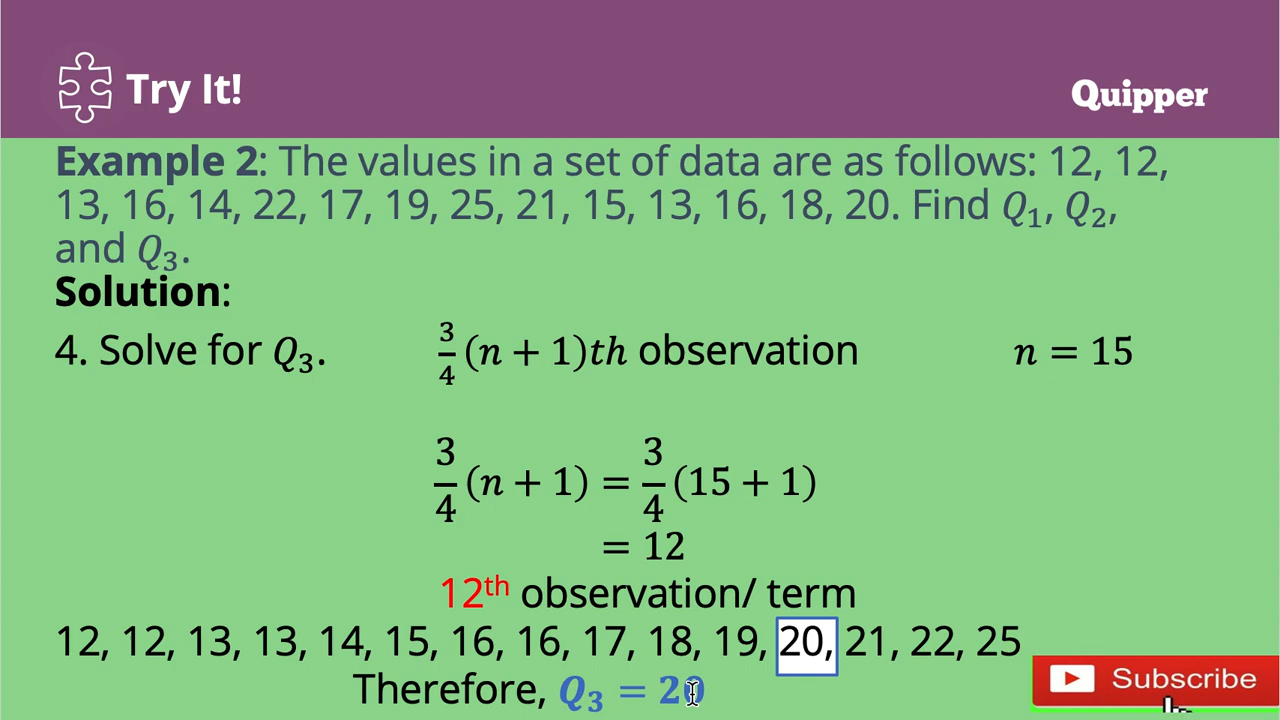 Try It!
Quipper
Example 2: The values in a set of data are as follows: 12, 12,
13, 16, 14, 22, 17, 19, 25, 21, 15, 13, 16, 18, 20. Find Q₁, Q₂,
and Q₃.
Solution:
4. Solve for Q₃. 3/4 (n + 1)th observation n = 15
3/4 (n + 1) = 3/4 (15 + 1)
= 12
12th observation/ term
12, 12, 13, 13, 14, 15, 16, 16, 17, 18, 19, 20, 21, 22, 25
Therefore, Q₃ = 20
Subscribe